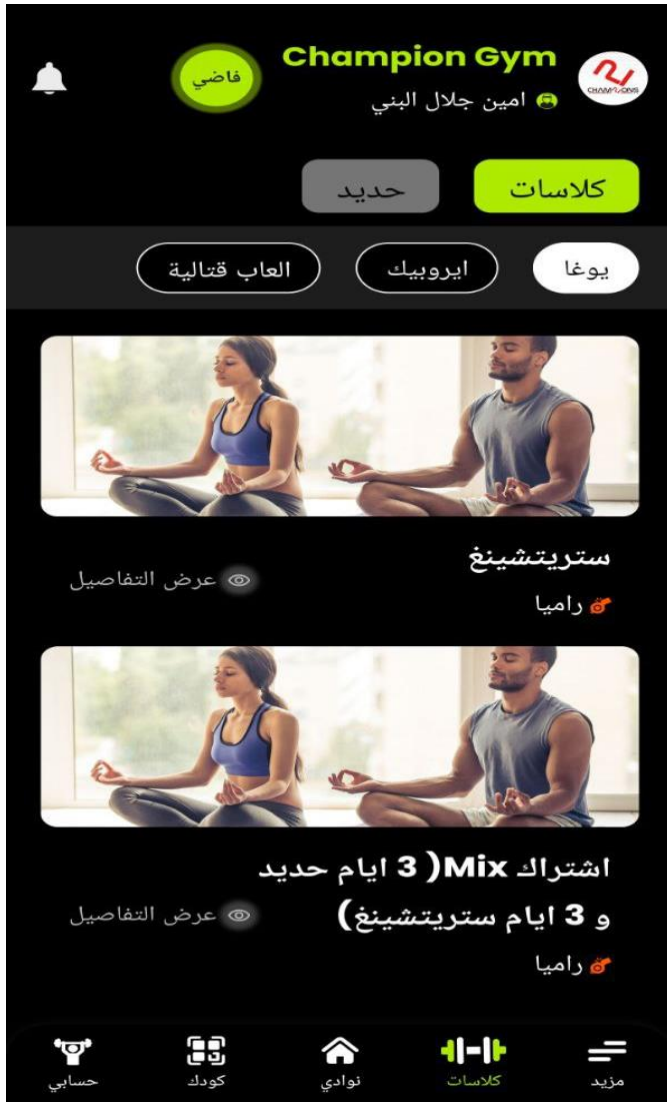 Champion Gym
امين جلال البني
فاضي
CHAMPIONS
كلاسات
حديد
يوغا
ايروبيك
العاب قتالية
ستريتشينغ
راميا
عرض التفاصيل
اشتراك Mix( 3 ايام حديد
و 3 ايام ستريتشينغ)
راميا
عرض التفاصيل
مزيد
كلاسات
نوادي
كودك
حسابي